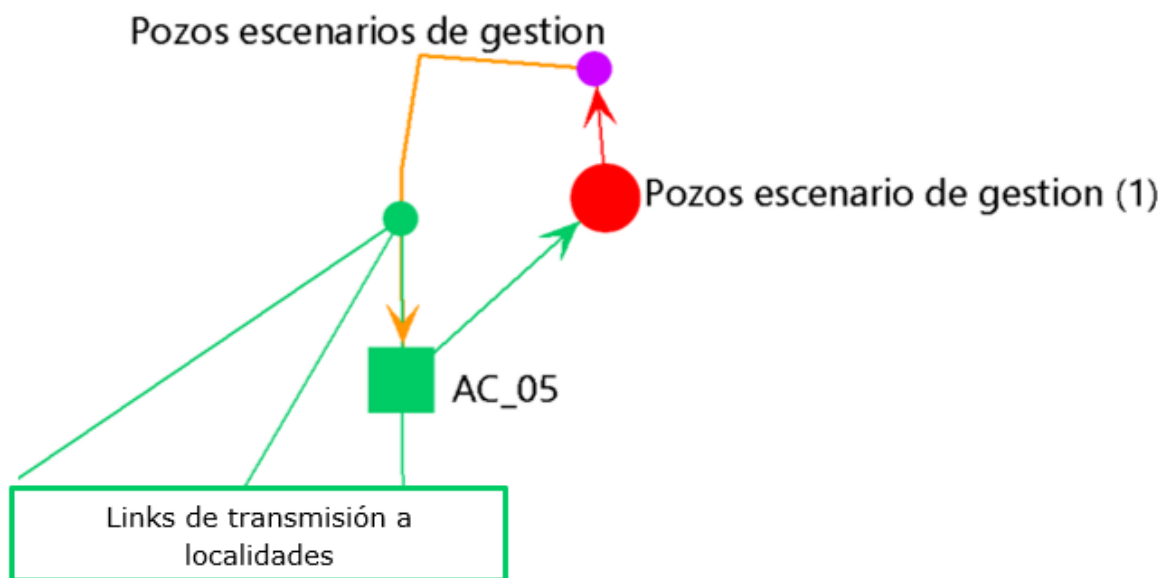 Pozos escenarios de gestion
Pozos escenario de gestion (1)
AC_05
Links de transmisión a
localidades